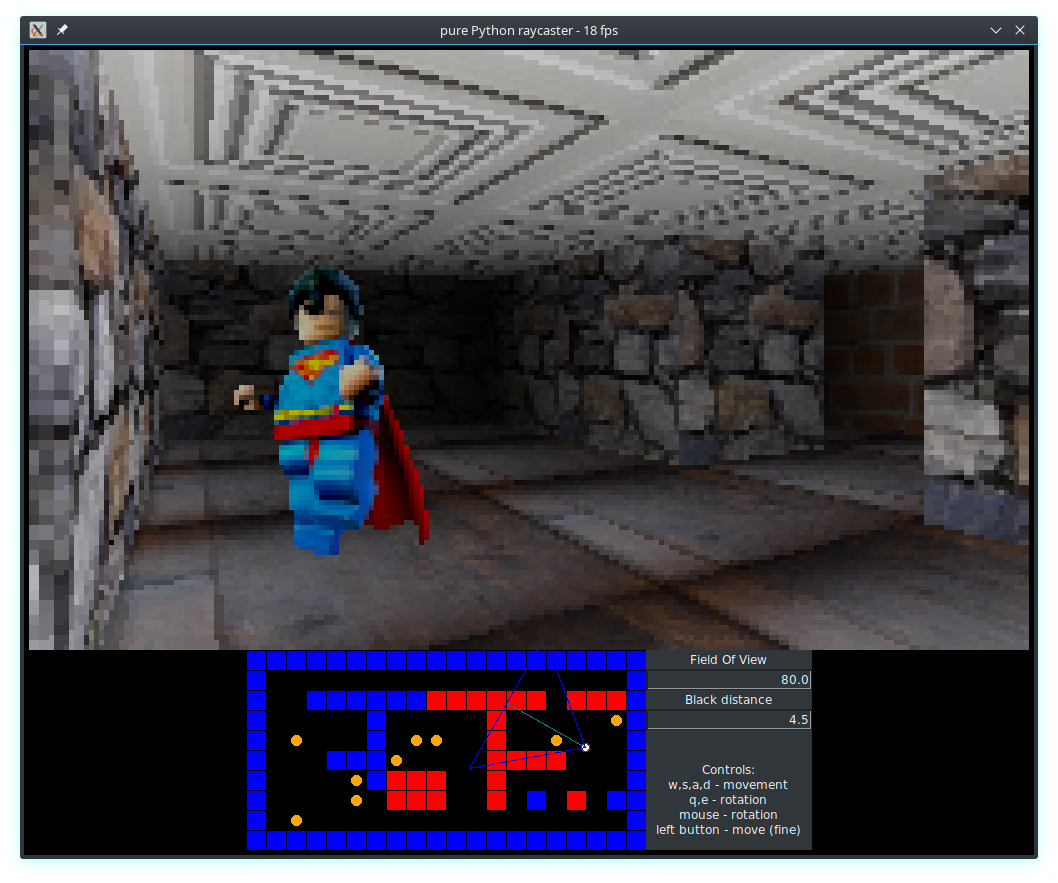 pure Python raycaster - 18 fps
Field Of View
80.0
Black distance
4.5
Controls:
w,s,a,d - movement
q,e - rotation
mouse - rotation
left button - move (fine)